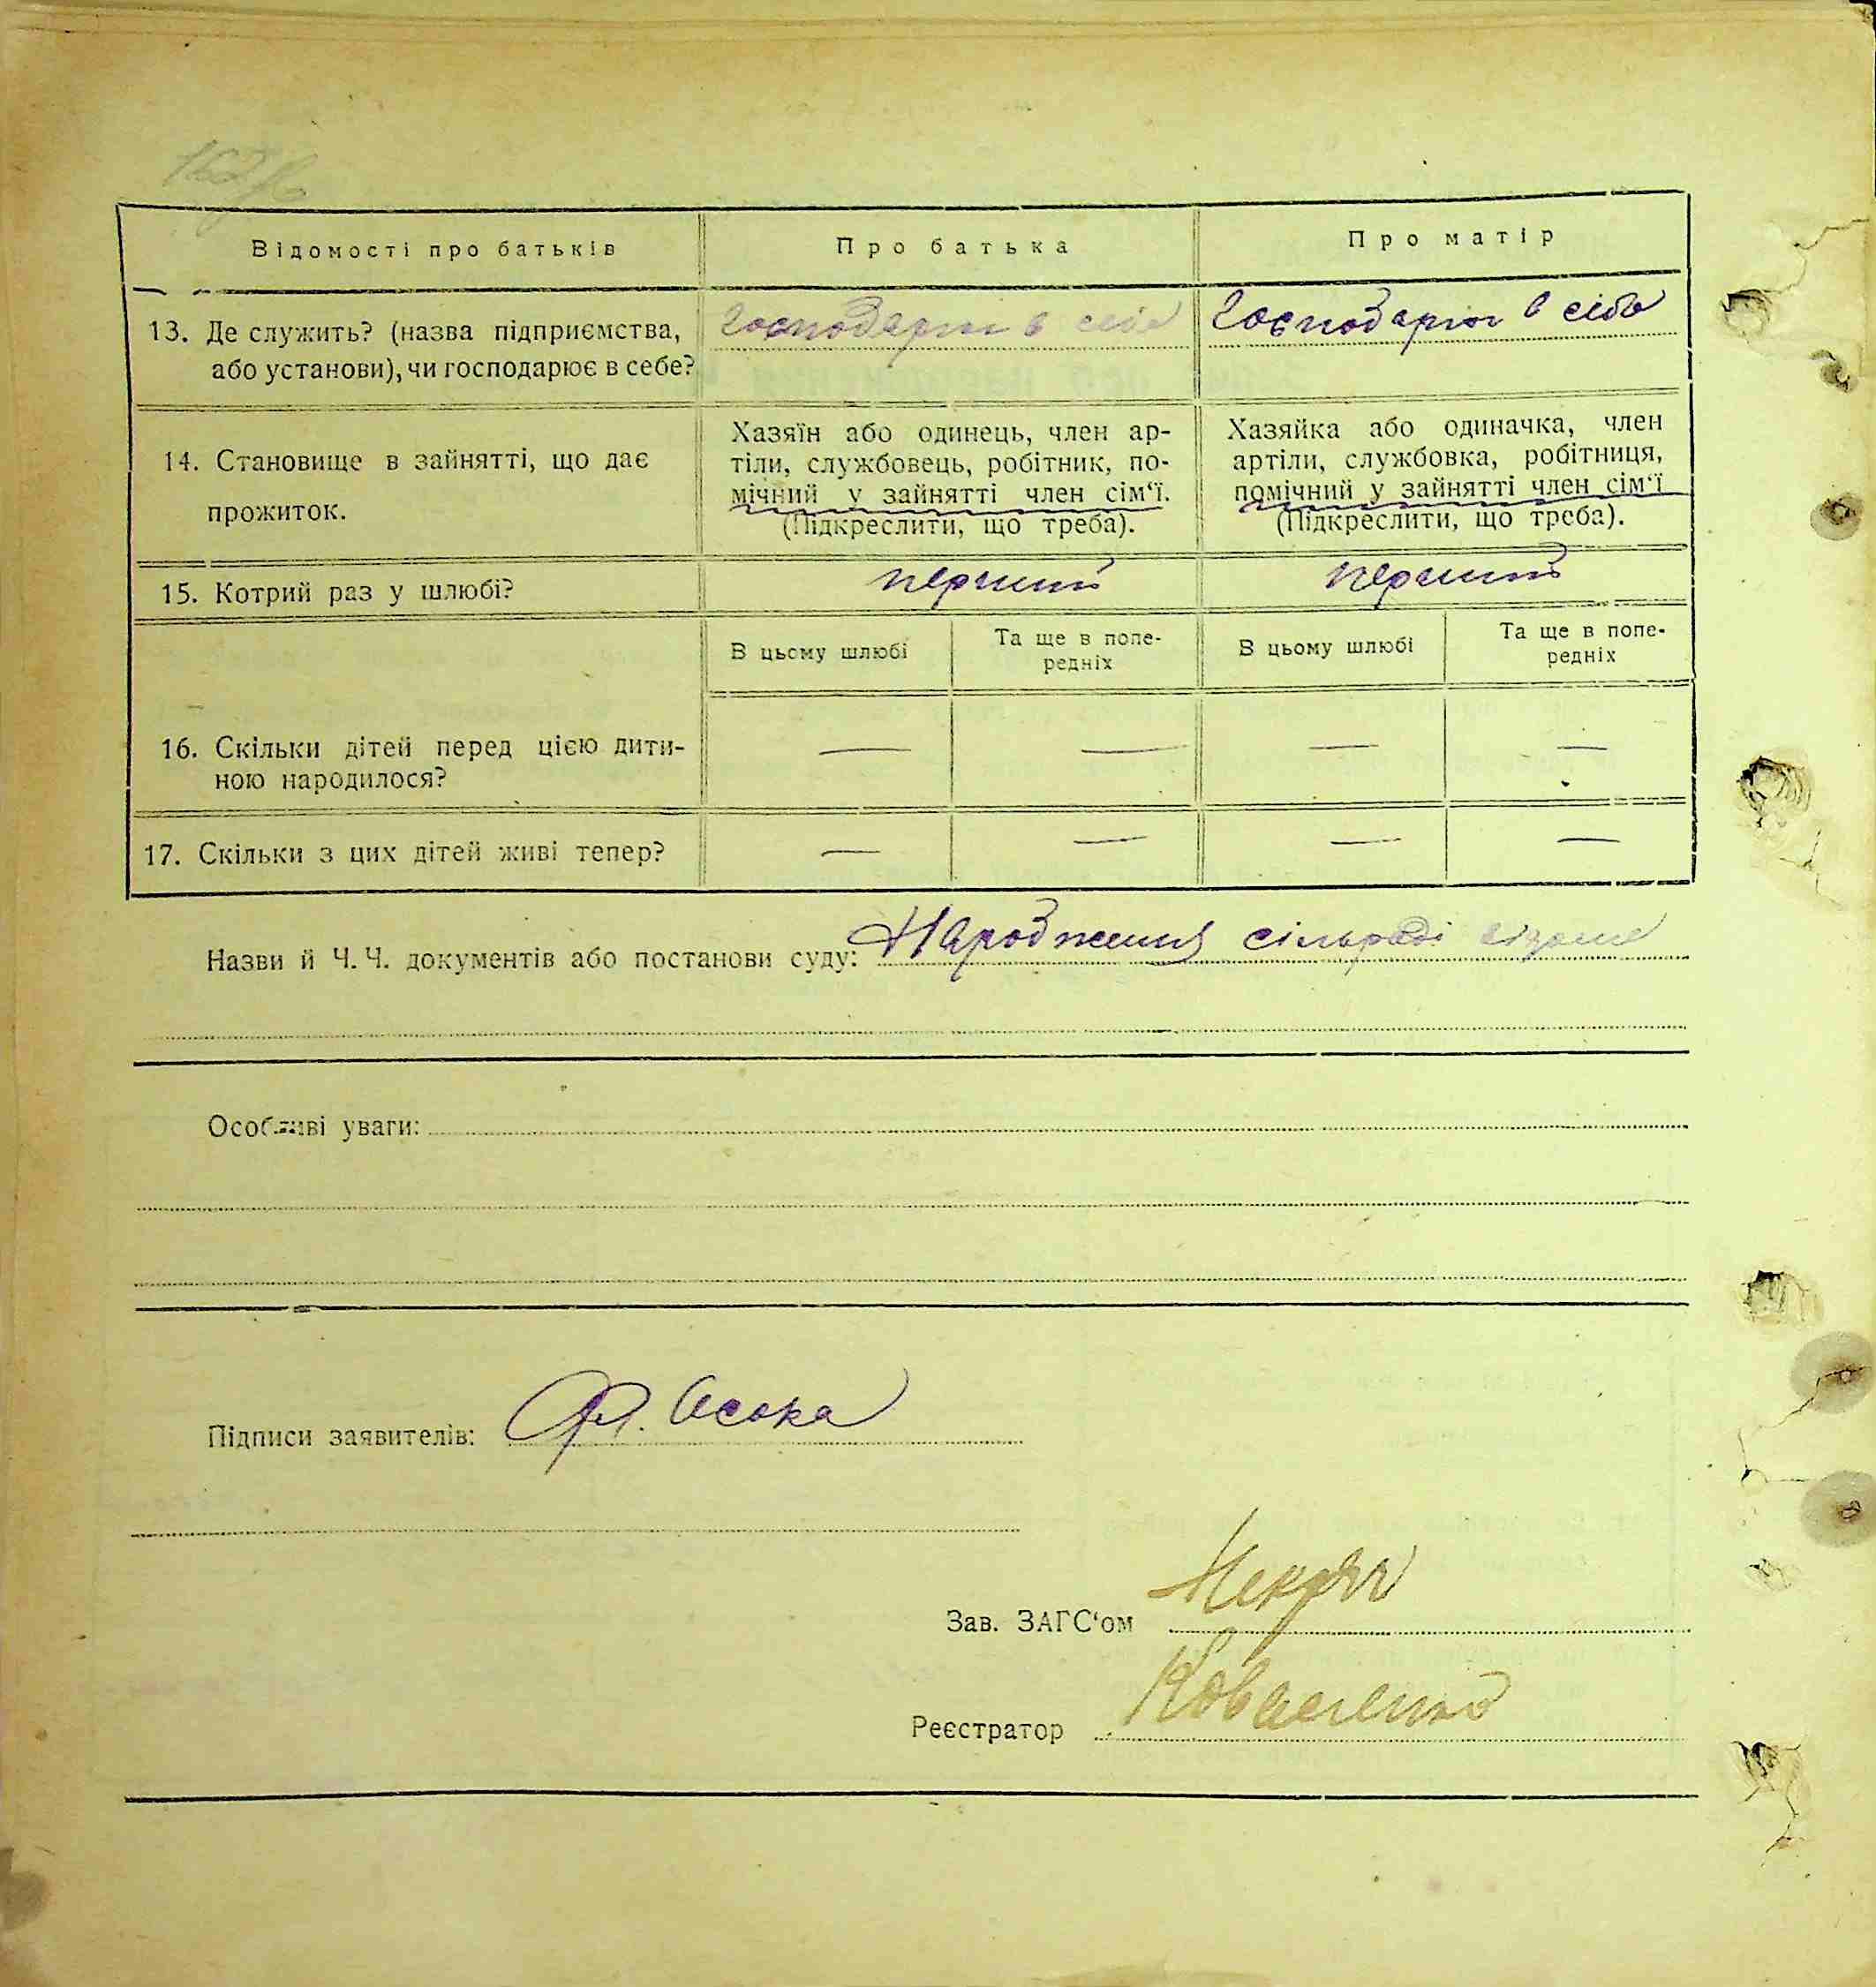 Відомості про батьків
Про батька
Про матір
13. Де служить? (назва підприємства,
або установи), чи господарює в себе?
Господарює в себе
Господарює в себе
14. Становище в зайнятті, що дає
прожиток.
Хазяїн або одинець, член ар-
тіли, службовець, робітник, по-
мічний у зайнятті член сім‘ї.
(Підкреслити, що треба).
Хазяйка або одиначка, член
артіли, службовка, робітниця,
помічний у зайнятті член сім‘ї
(Підкреслити, що треба).
15. Котрий раз у шлюбі?
перший
перший
В цьому шлюбі
Та ще в попе-
редніх
В цьому шлюбі
Та ще в попе-
редніх
16. Скільки дітей перед цією дити-
ною народилося?
— — — —
17. Скільки з цих дітей живі тепер?
— — — —
Назви й Ч. Ч. документів або постанови суду: Народження сільраді відоме
Особливі уваги:
Підписи заявителів: Осока
Зав. ЗАГС‘ом
Реєстратор Коваленко